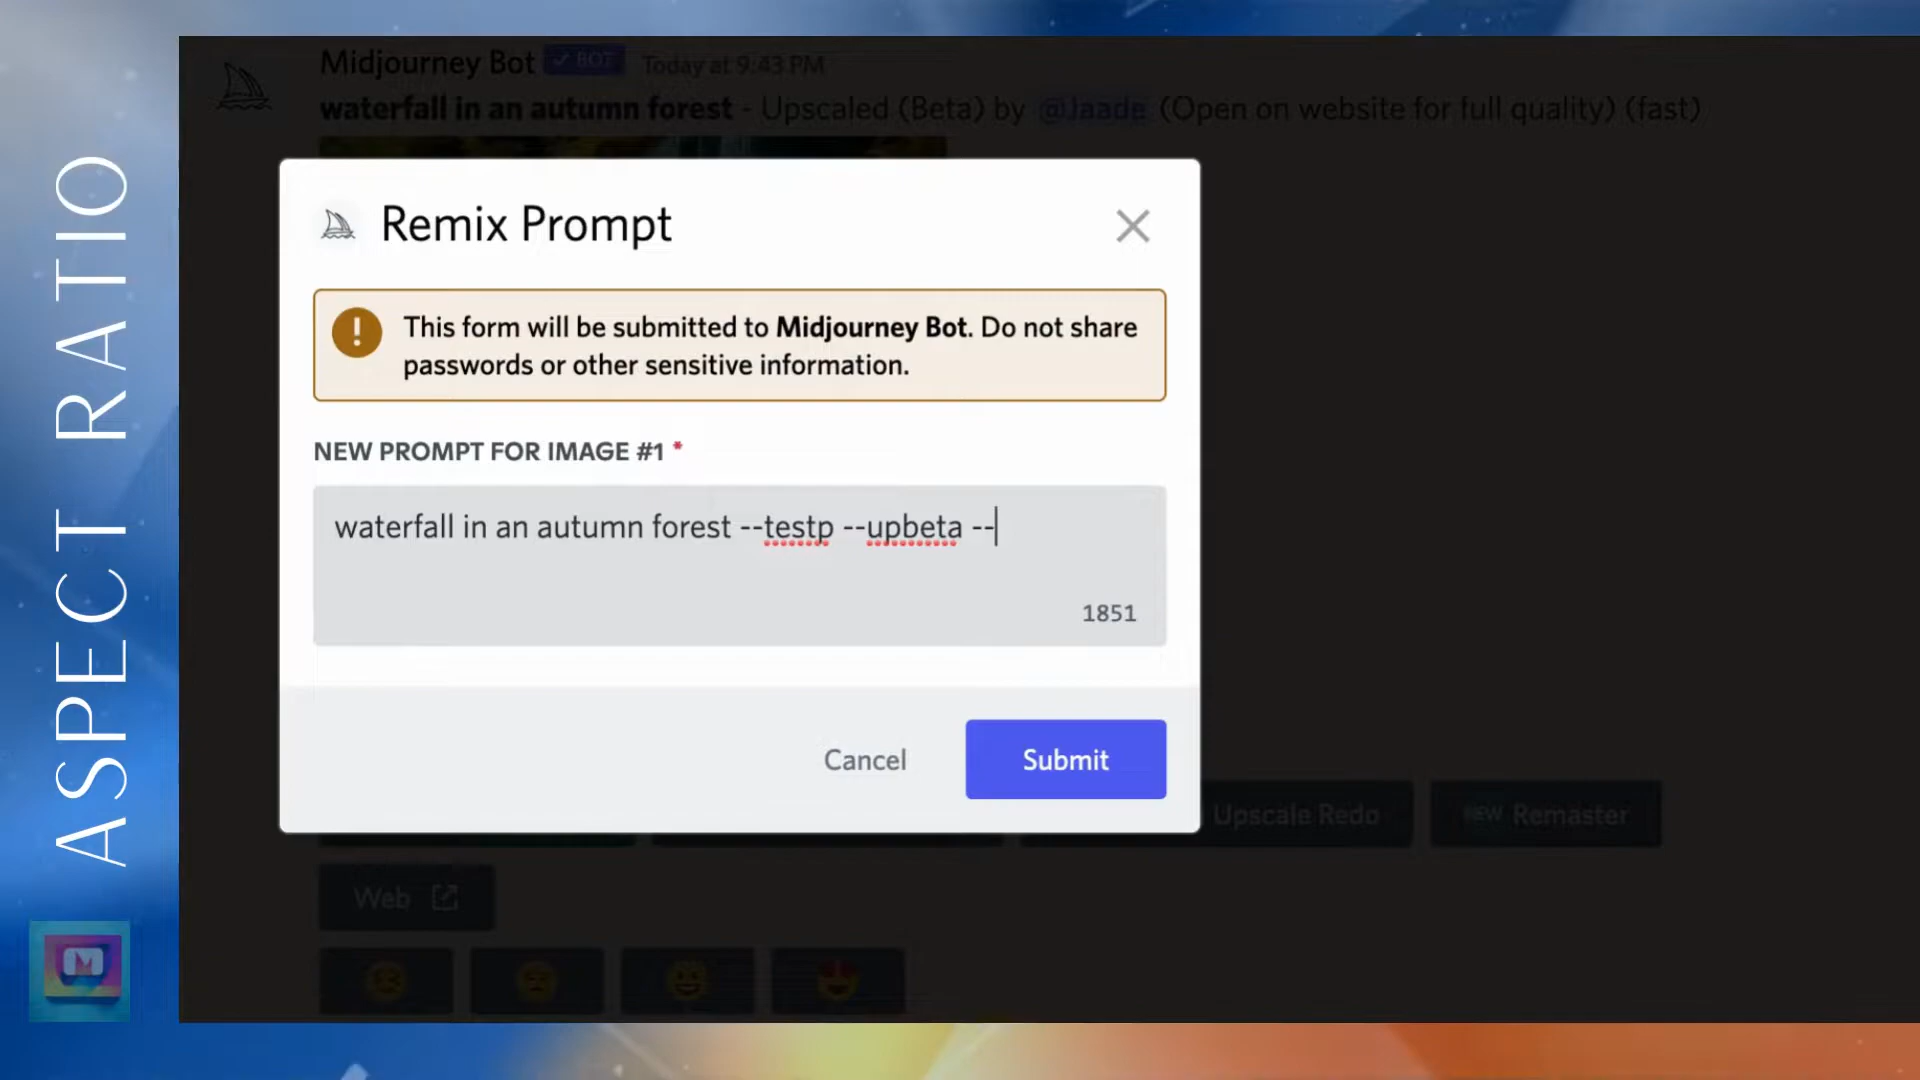 ASPECT RATIO
Midjourney Bot ✓ BOT Today at 9:43 PM
waterfall in an autumn forest - Upscaled (Beta) by @Jaade (Open on website for full quality) (fast)
Remix Prompt
This form will be submitted to Midjourney Bot. Do not share
passwords or other sensitive information.
NEW PROMPT FOR IMAGE #1 *
waterfall in an autumn forest --testp --upbeta --
1851
Cancel
Submit
Upscale Redo
NEW Remaster
Web
M